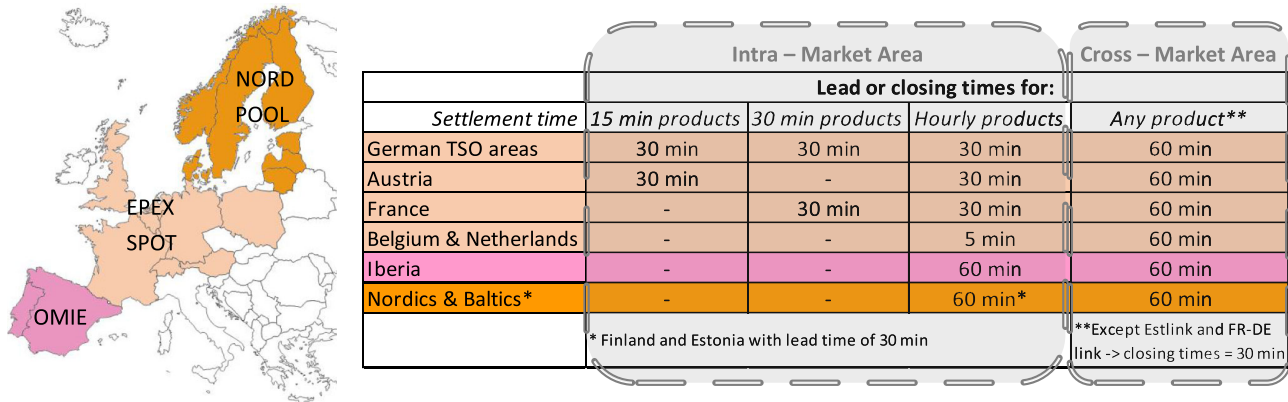 NORD
POOL
EPEX
SPOT
OMIE
Intra – Market Area Cross – Market Area
Lead or closing times for:
Settlement time 15 min products 30 min products Hourly products Any product**
German TSO areas 30 min 30 min 30 min 60 min
Austria 30 min - 30 min 60 min
France - 30 min 30 min 60 min
Belgium & Netherlands - - 5 min 60 min
Iberia - - 60 min 60 min
Nordics & Baltics* - - 60 min* 60 min
* Finland and Estonia with lead time of 30 min
**Except Estlink and FR-DE
link -> closing times = 30 min